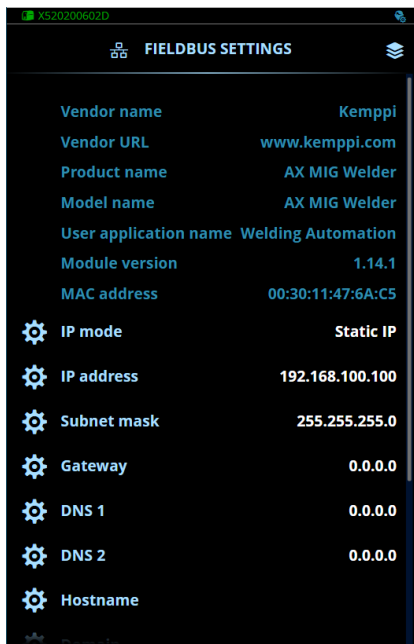 X520200602D
FIELDBUS SETTINGS
Vendor name Kemppi
Vendor URL www.kemppi.com
Product name AX MIG Welder
Model name AX MIG Welder
User application name Welding Automation
Module version 1.14.1
MAC address 00:30:11:47:6A:C5
IP mode Static IP
IP address 192.168.100.100
Subnet mask 255.255.255.0
Gateway 0.0.0.0
DNS 1 0.0.0.0
DNS 2 0.0.0.0
Hostname
Domain